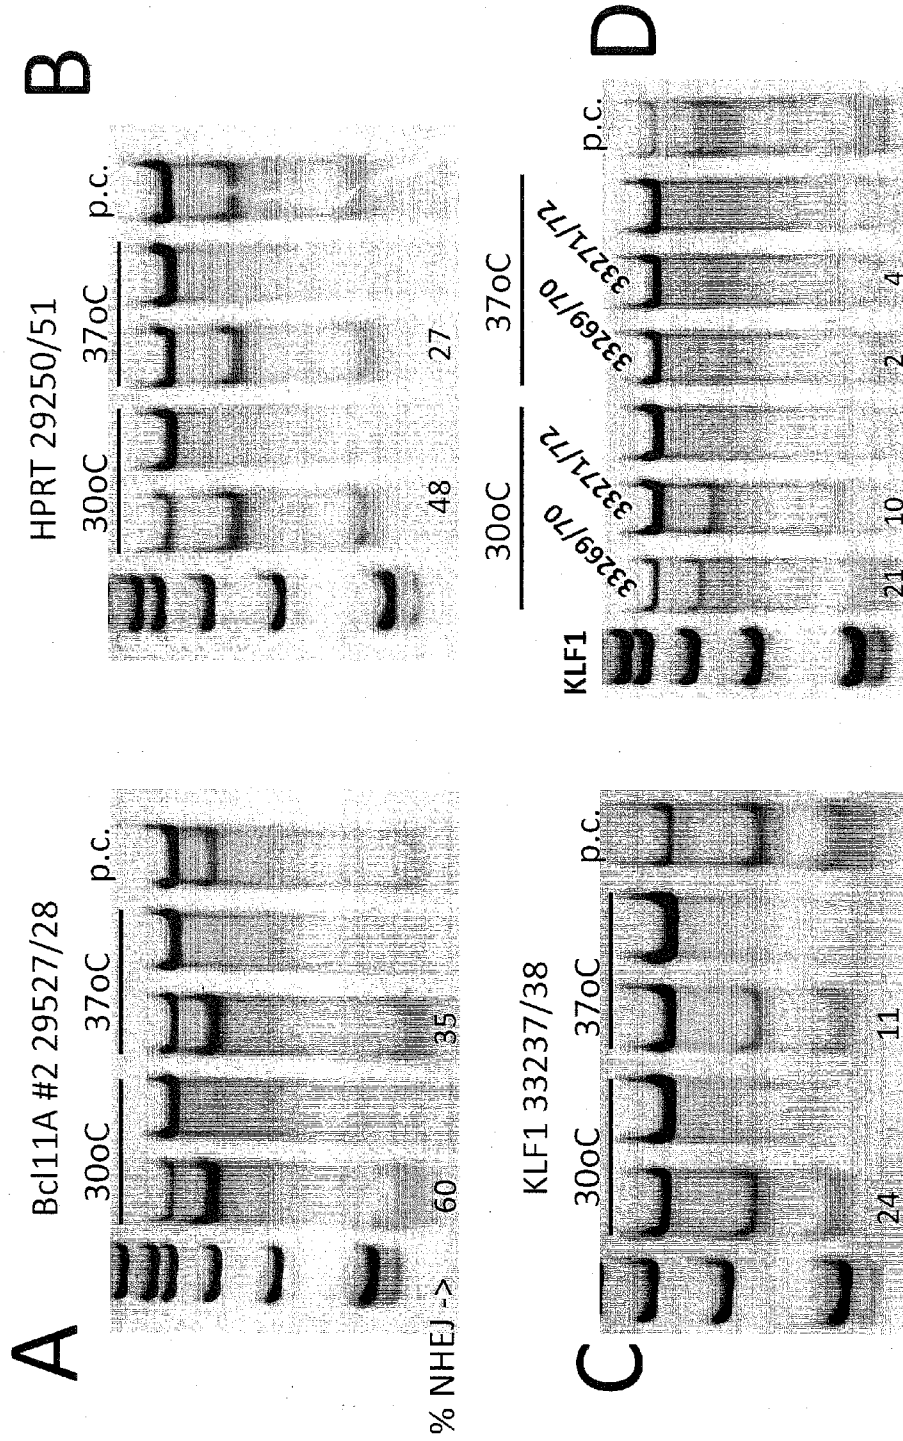 A
Bcl11A #2 29527/28
30oC 37oC p.c.
% NHEJ -> 60 35
B
HPRT 29250/51
30oC 37oC p.c.
48 27
C
KLF1 33237/38
30oC 37oC p.c.
24 11
D
30oC 37oC
KLF1 33269/70 33271/72 33269/70 33271/72 p.c.
21 10 2 4